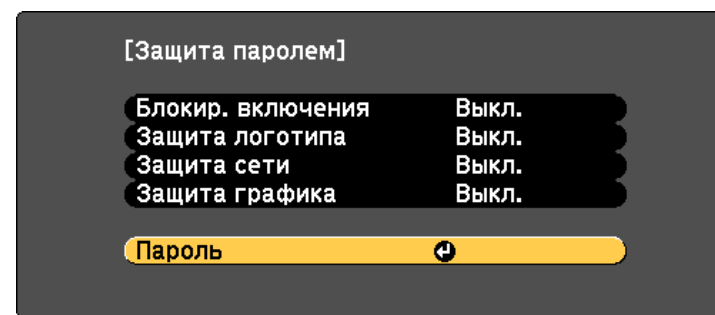 [Защита паролем]
Блокир. включения Выкл.
Защита логотипа Выкл.
Защита сети Выкл.
Защита графика Выкл.
Пароль